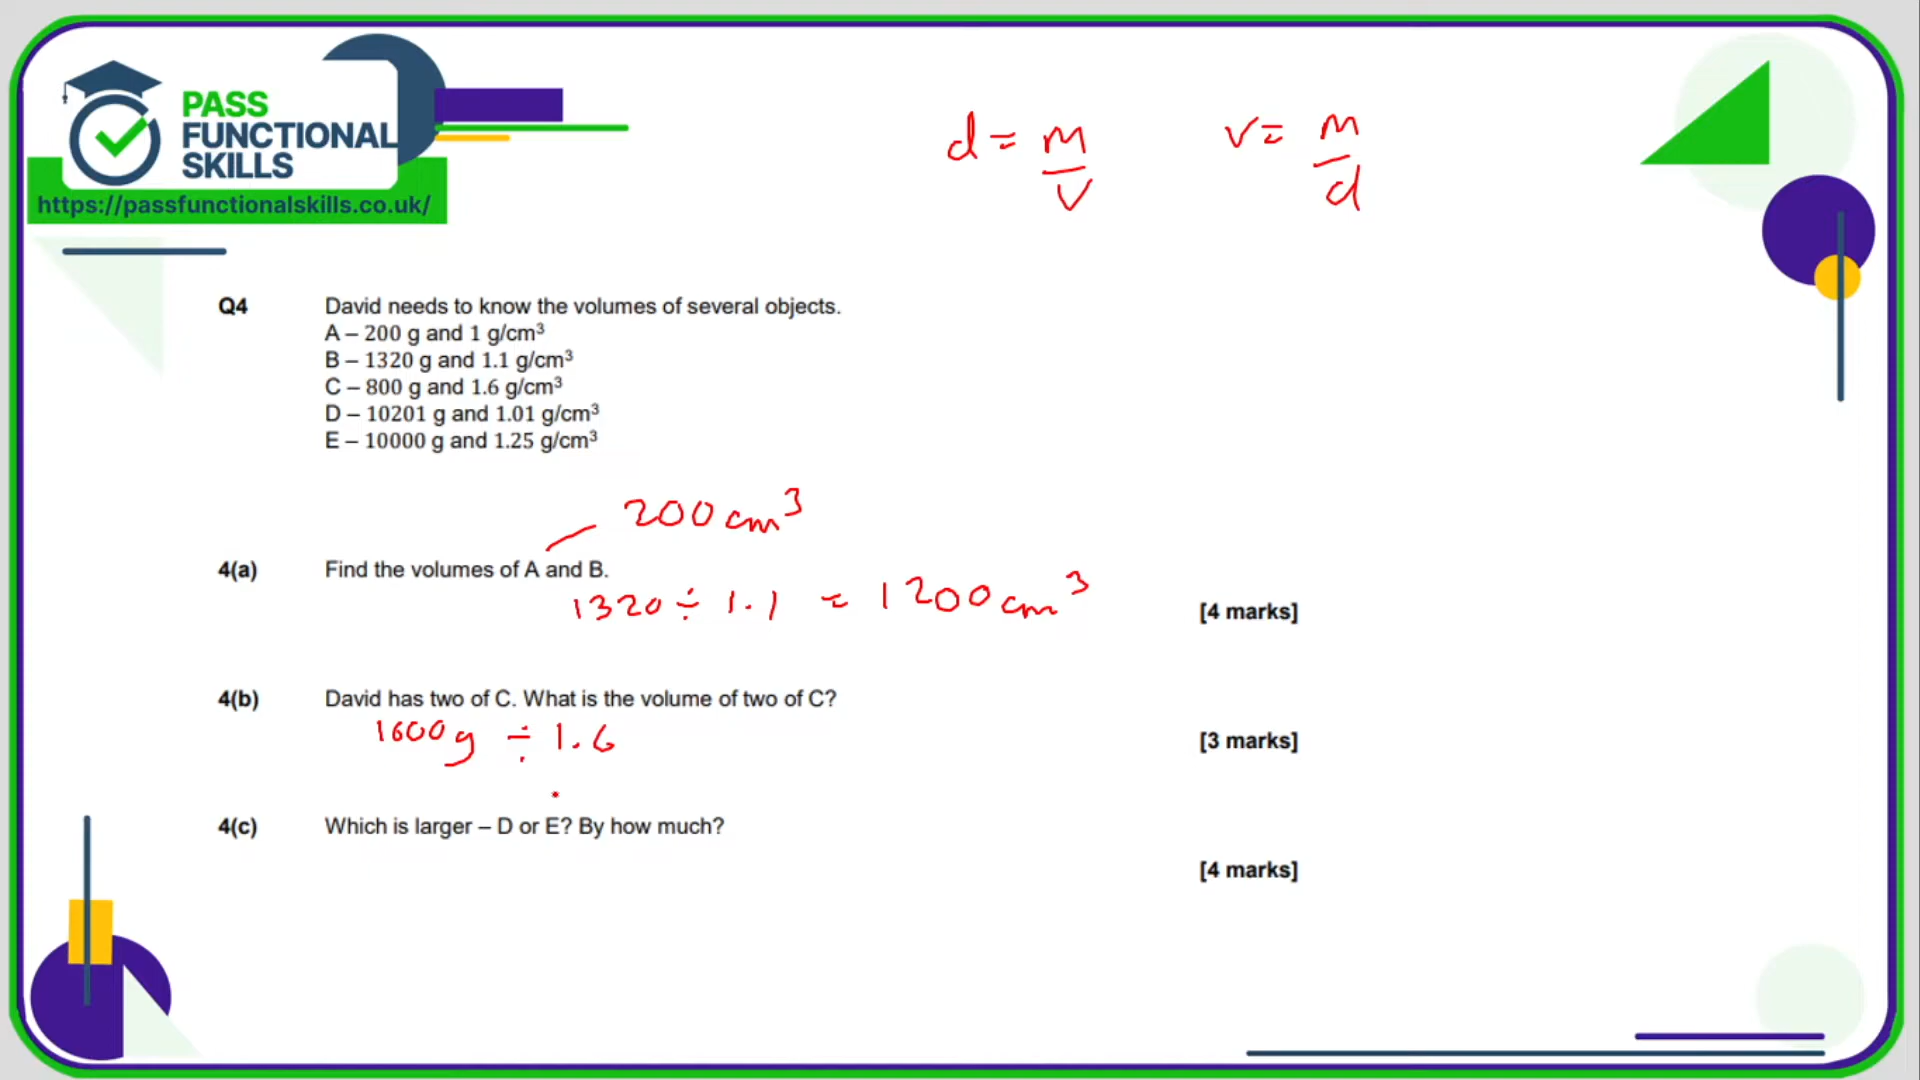 PASS
FUNCTIONAL
SKILLS
https://passfunctionalskills.co.uk/
d = m/v
v = m/d
Q4 David needs to know the volumes of several objects.
A – 200 g and 1 g/cm³
B – 1320 g and 1.1 g/cm³
C – 800 g and 1.6 g/cm³
D – 10201 g and 1.01 g/cm³
E – 10000 g and 1.25 g/cm³
200cm³
4(a) Find the volumes of A and B.
1320 ÷ 1.1 = 1200cm³
[4 marks]
4(b) David has two of C. What is the volume of two of C?
1600g ÷ 1.6
[3 marks]
4(c) Which is larger – D or E? By how much?
[4 marks]